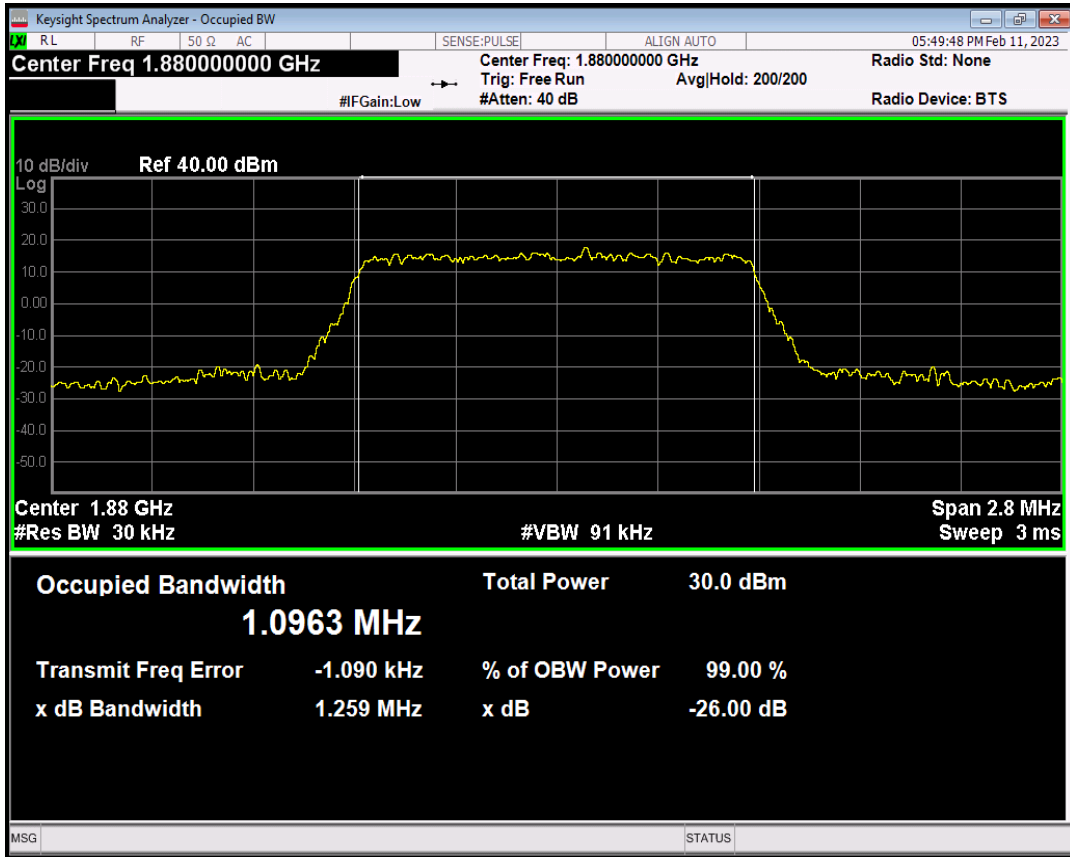 Keysight Spectrum Analyzer - Occupied BW
LXI RL RF 50 Ω AC SENSE:PULSE ALIGN AUTO 05:49:48 PM Feb 11, 2023
Center Freq 1.880000000 GHz Center Freq: 1.880000000 GHz Radio Std: None
Trig: Free Run Avg|Hold: 200/200
#IFGain:Low #Atten: 40 dB Radio Device: BTS
10 dB/div Ref 40.00 dBm
Log
30.0
20.0
10.0
0.00
-10.0
-20.0
-30.0
-40.0
-50.0
Center 1.88 GHz Span 2.8 MHz
#Res BW 30 kHz #VBW 91 kHz Sweep 3 ms
Occupied Bandwidth Total Power 30.0 dBm
1.0963 MHz
Transmit Freq Error -1.090 kHz % of OBW Power 99.00 %
x dB Bandwidth 1.259 MHz x dB -26.00 dB
MSG STATUS